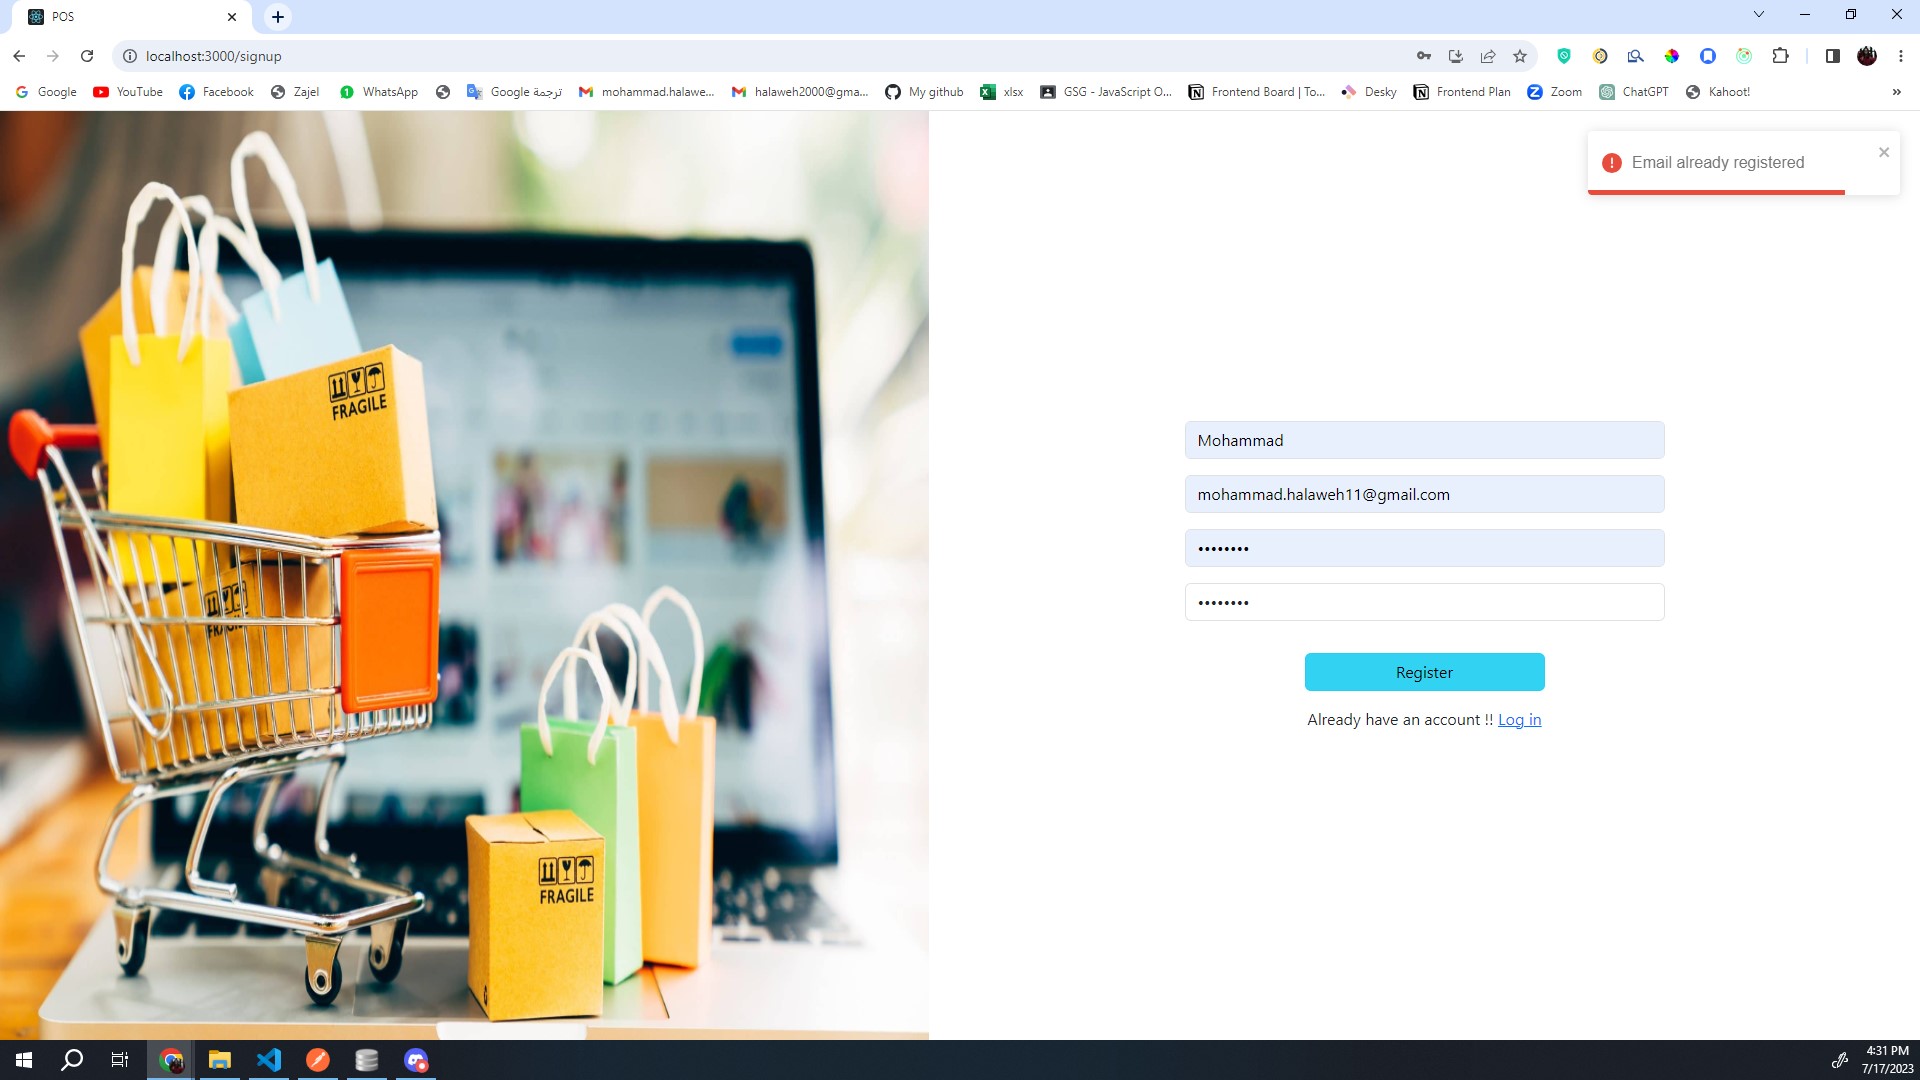 POS
localhost:3000/signup
Google
YouTube
Facebook
Zajel
WhatsApp
Google ترجمة
mohammad.halawe...
halaweh2000@gma...
My github
xlsx
GSG - JavaScript O...
Frontend Board | To...
Desky
Frontend Plan
Zoom
ChatGPT
Kahoot!
»
Email already registered
FRAGILE
FRAGILE
Mohammad
mohammad.halaweh11@gmail.com
••••••••
••••••••
Register
Already have an account !! Log in
4:31 PM
7/17/2023